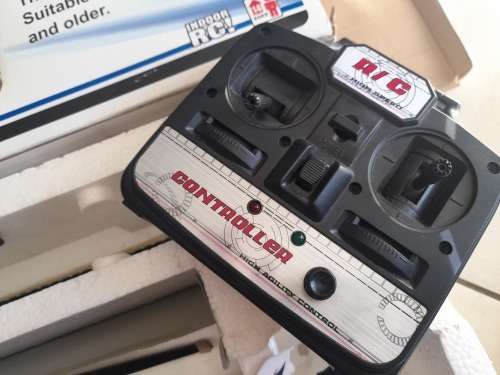 Suitable
and older.
INDOOR
RC!
R/C
HIGH SPEED
CONTROLLER
HIGH AGILITY CONTROL